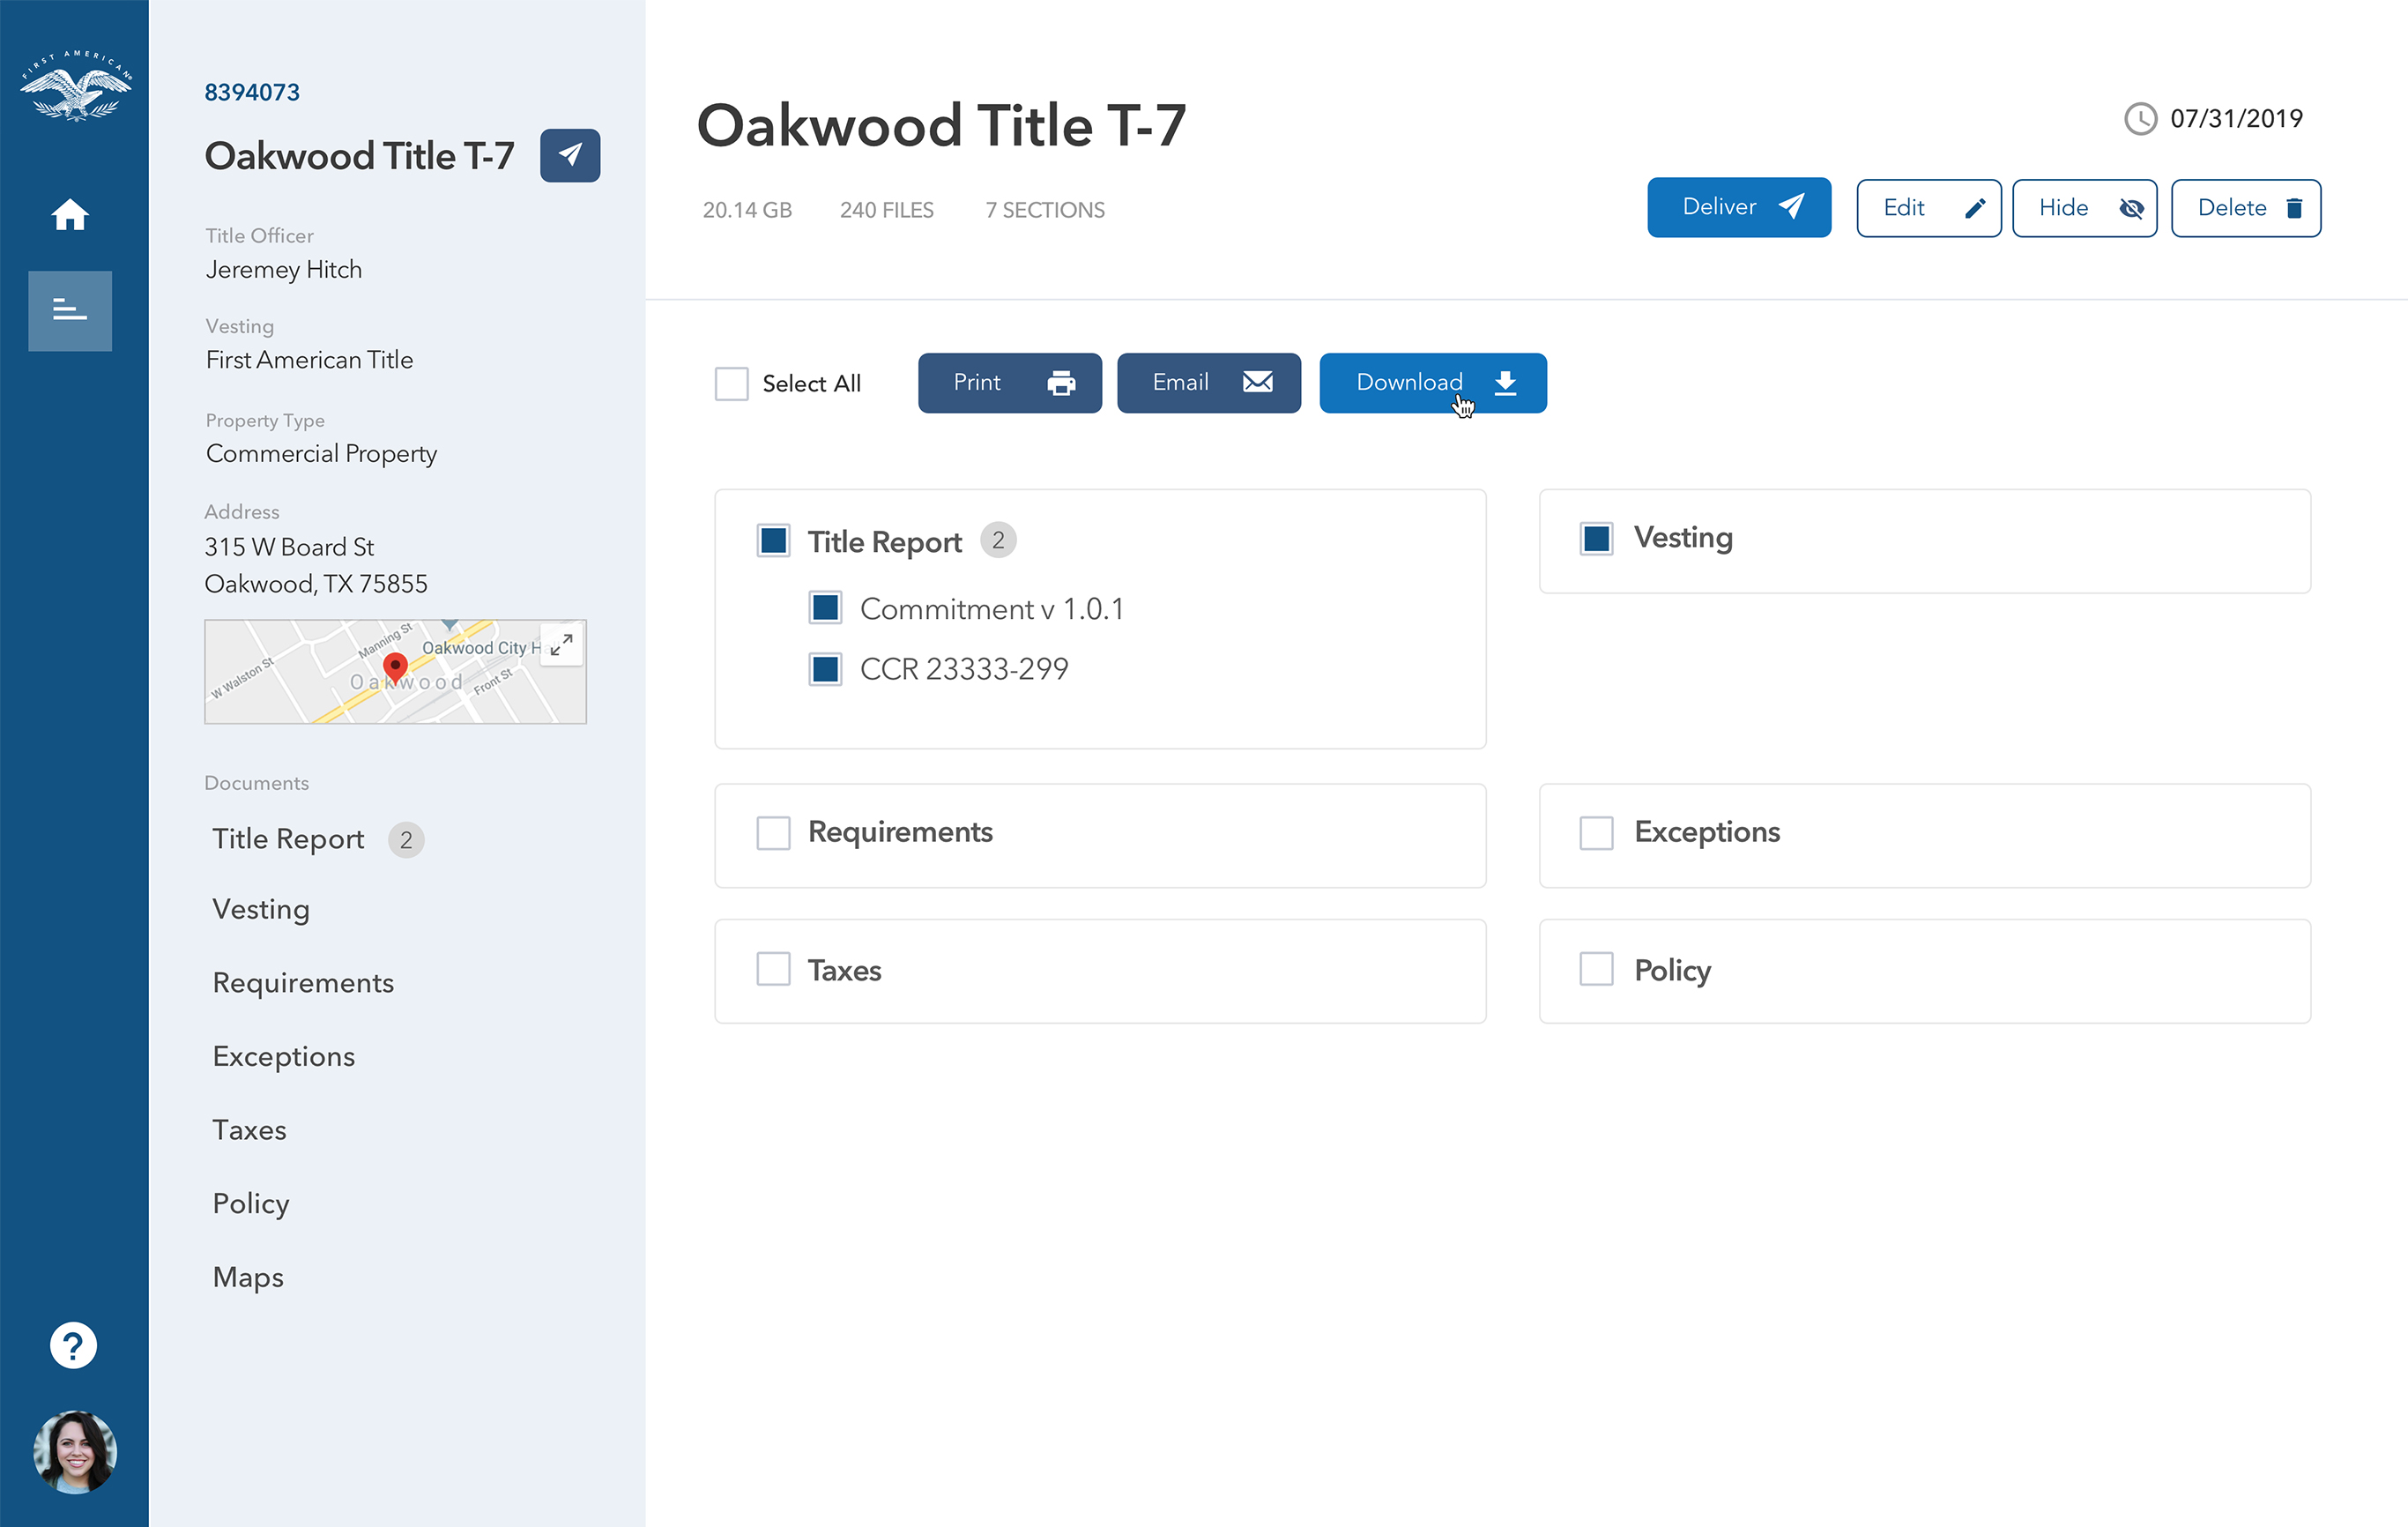 FIRST AMERICAN®
8394073
Oakwood Title T-7
Title Officer
Jeremey Hitch
Vesting
First American Title
Property Type
Commercial Property
Address
315 W Board St
Oakwood, TX 75855
Manning St
Oakwood City H
W Walston St
Oakwood
Front St
Documents
Title Report 2
Vesting
Requirements
Exceptions
Taxes
Policy
Maps
?
Oakwood Title T-7
07/31/2019
20.14 GB 240 FILES 7 SECTIONS
Deliver Edit Hide Delete
Select All Print Email Download
Title Report 2
Commitment v 1.0.1
CCR 23333-299
Vesting
Requirements
Exceptions
Taxes
Policy